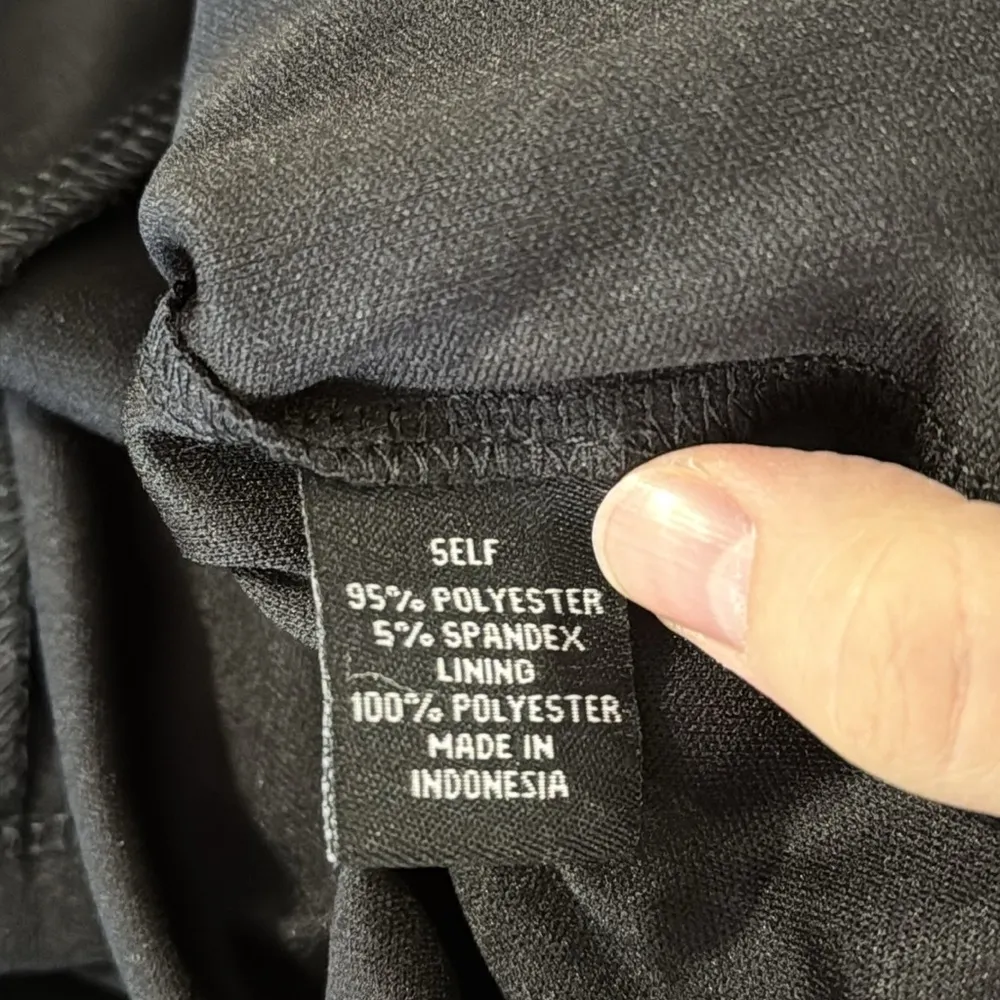 SELF
95% POLYESTER
5% SPANDEX
LINING
100% POLYESTER
MADE IN
INDONESIA